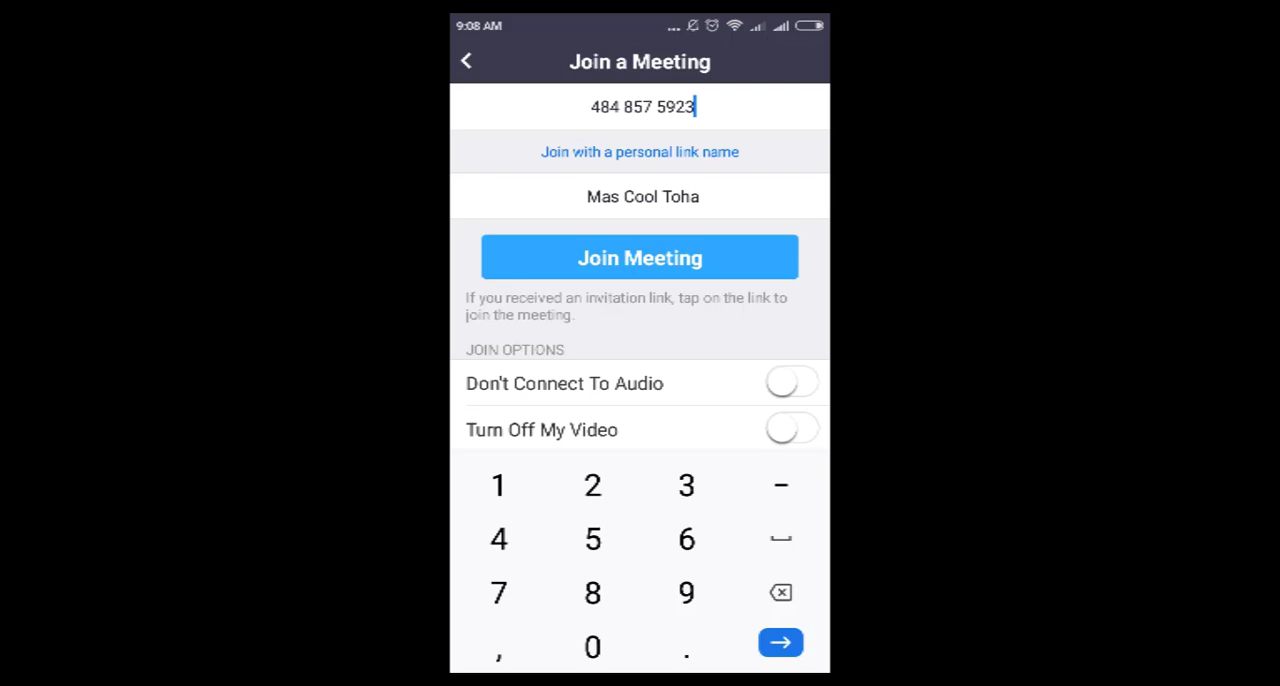 9:08 AM
Join a Meeting
484 857 5923
Join with a personal link name
Mas Cool Toha
Join Meeting
If you received an invitation link, tap on the link to
join the meeting.
JOIN OPTIONS
Don't Connect To Audio
Turn Off My Video
1 2 3 -
4 5 6
7 8 9
, 0 .